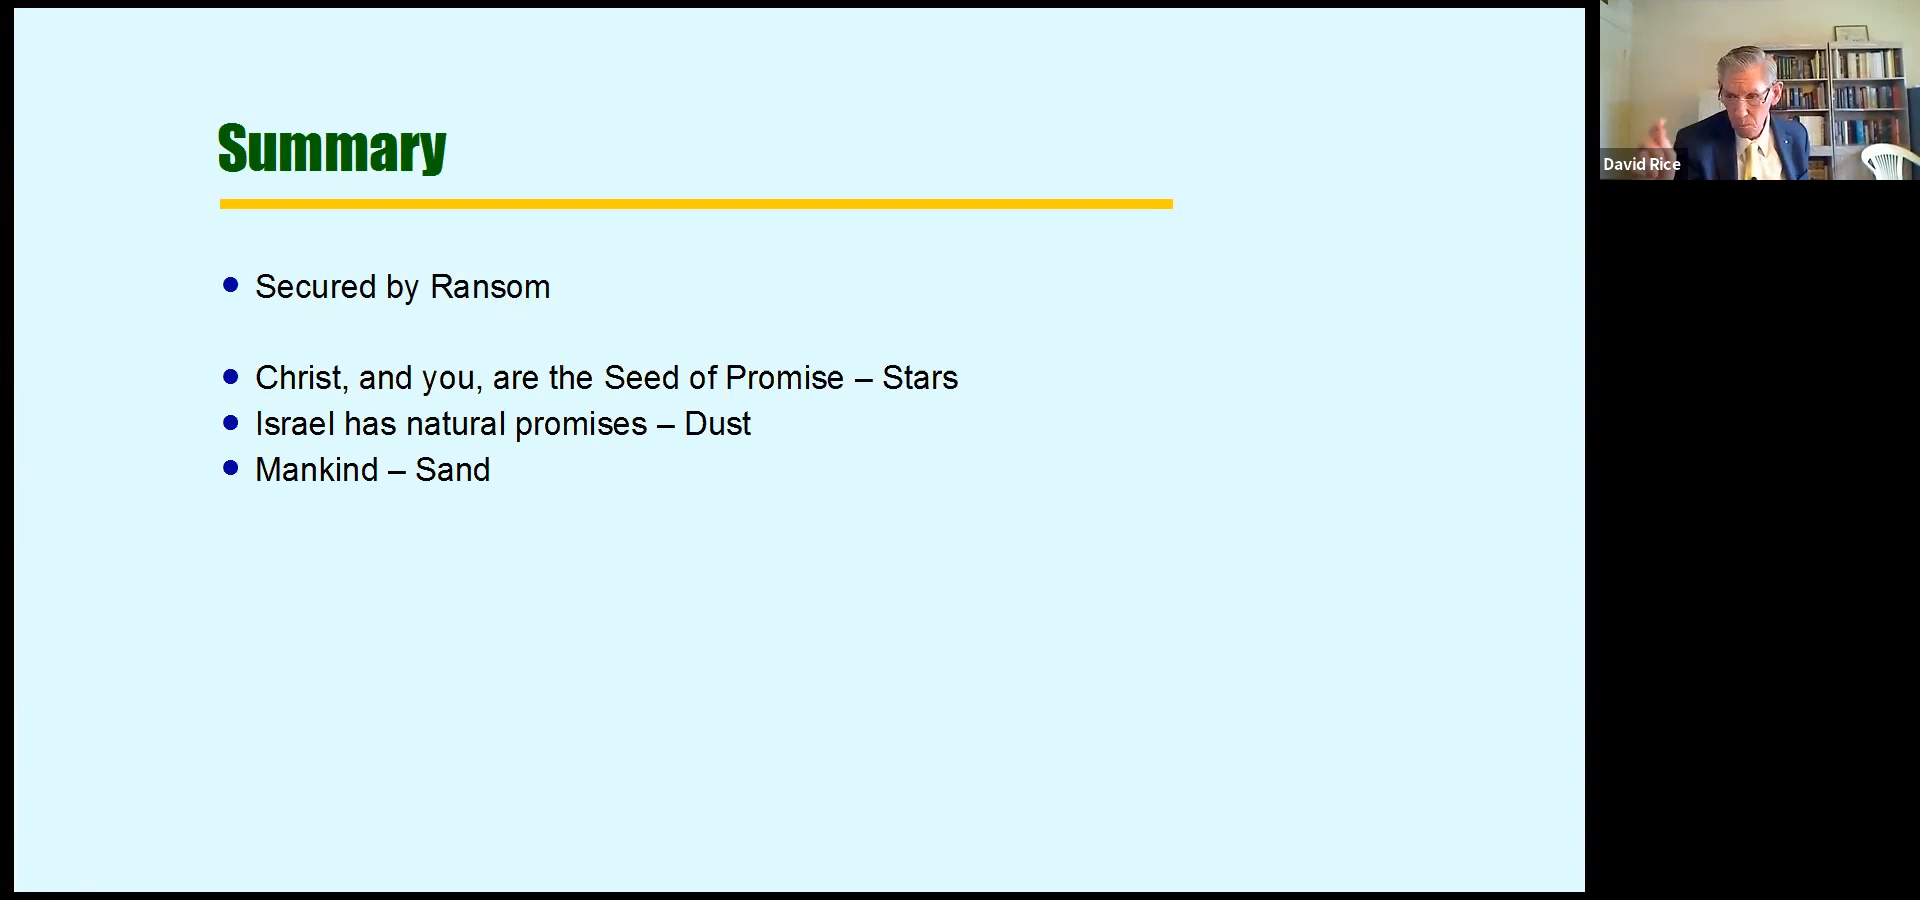 Summary
Secured by Ransom
Christ, and you, are the Seed of Promise – Stars
Israel has natural promises – Dust
Mankind – Sand
David Rice